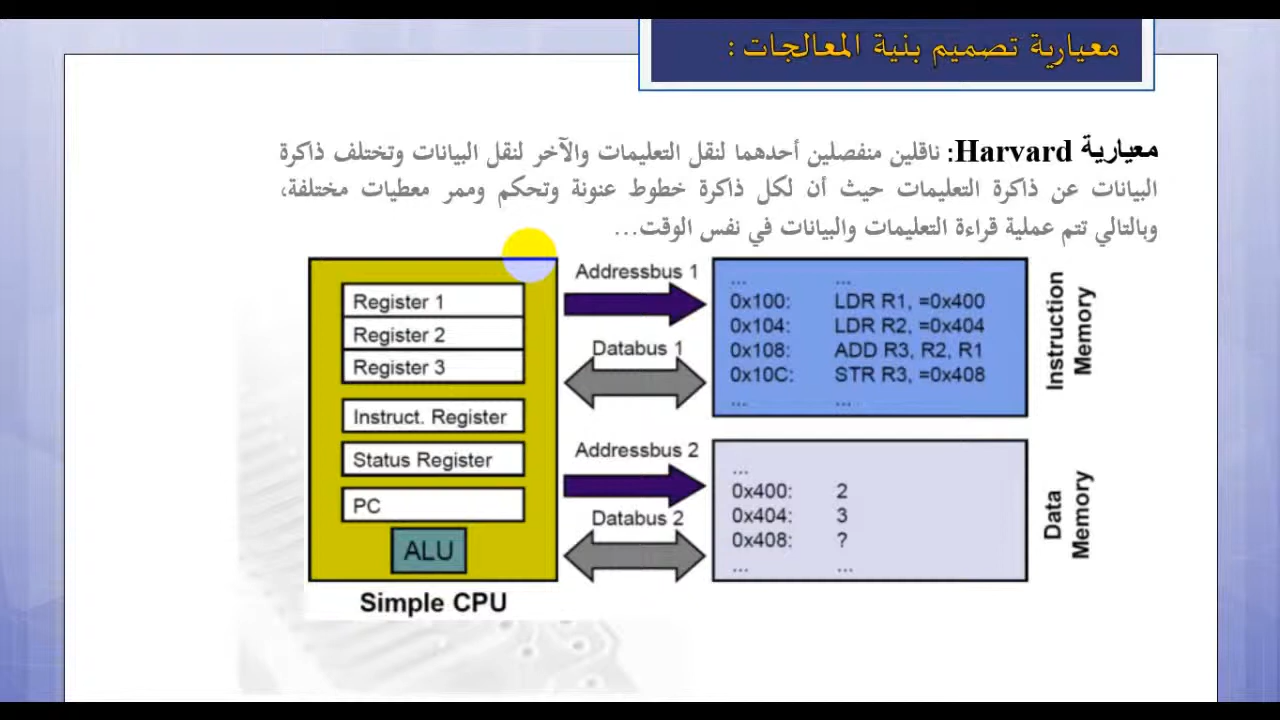 معيارية تصميم بنية المعالجات :
معيارية Harvard: ناقلين منفصلين أحدهما لنقل التعليمات والآخر لنقل البيانات وتختلف ذاكرة
البيانات عن ذاكرة التعليمات حيث أن لكل ذاكرة خطوط عنونة وتحكم وممر معطيات مختلفة،
وبالتالي تتم عملية قراءة التعليمات والبيانات في نفس الوقت...
Register 1
Register 2
Register 3
Instruct. Register
Status Register
PC
ALU
Simple CPU
Addressbus 1
Databus 1
Addressbus 2
Databus 2
... ...
0x100: LDR R1, =0x400
0x104: LDR R2, =0x404
0x108: ADD R3, R2, R1
0x10C: STR R3, =0x408
... ...
Instruction
Memory
...
0x400: 2
0x404: 3
0x408: ?
... ...
Data
Memory